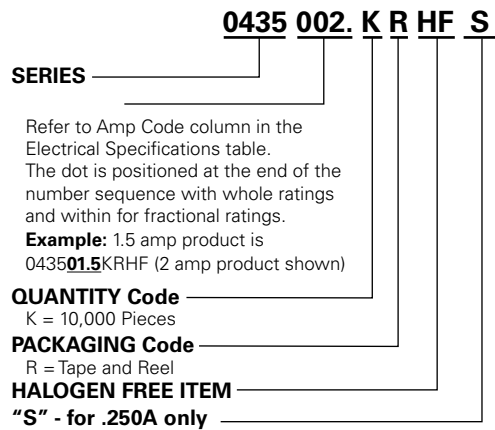 0435 002. K R HF S
SERIES
Refer to Amp Code column in the
Electrical Specifications table.
The dot is positioned at the end of the
number sequence with whole ratings
and within for fractional ratings.
Example: 1.5 amp product is
043501.5KRHF (2 amp product shown)
QUANTITY Code
K = 10,000 Pieces
PACKAGING Code
R = Tape and Reel
HALOGEN FREE ITEM
“S” - for .250A only